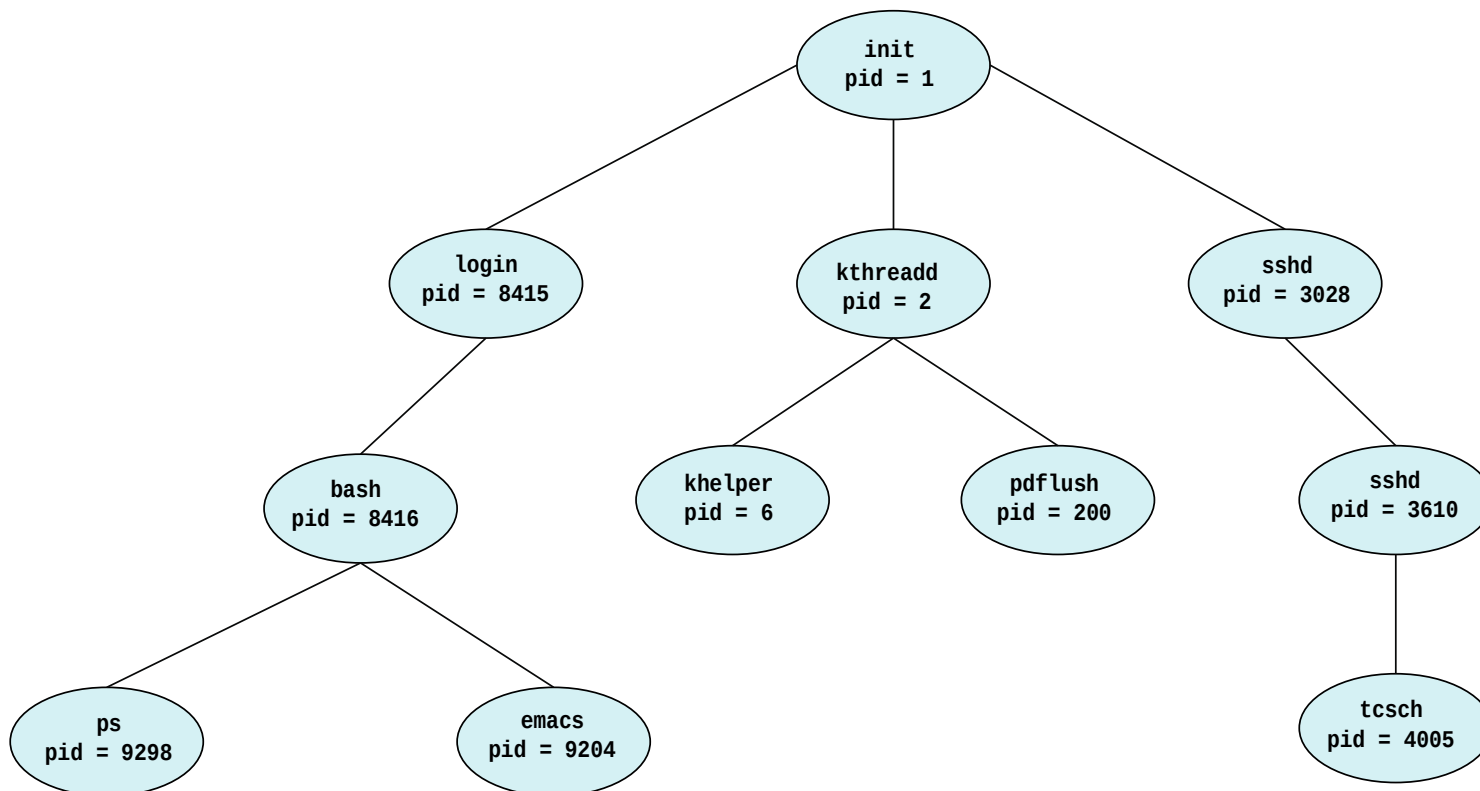 init
pid = 1
login
pid = 8415
kthreadd
pid = 2
sshd
pid = 3028
bash
pid = 8416
khelper
pid = 6
pdflush
pid = 200
sshd
pid = 3610
ps
pid = 9298
emacs
pid = 9204
tcsch
pid = 4005